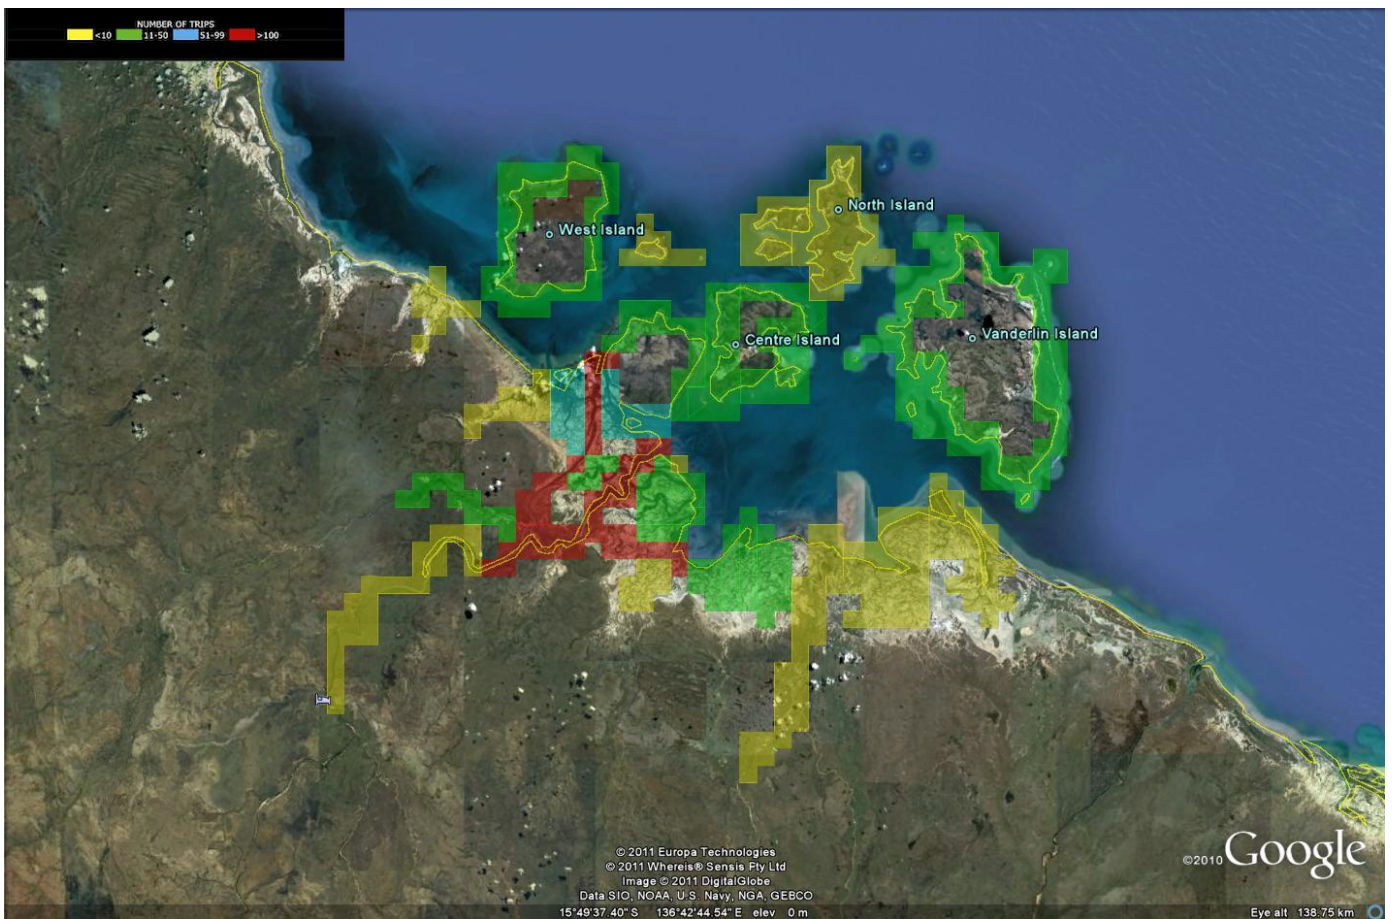 NUMBER OF TRIPS
<10 11-50 51-99 >100
North Island
West Island
Vanderlin Island
Centre Island
© 2011 Europa Technologies
© 2011 Whereis® Sensis Pty Ltd
Image © 2011 DigitalGlobe
Data SIO, NOAA, U.S. Navy, NGA, GEBCO
©2010 Google
15°49'37.40" S 136°42'44.54" E elev 0 m
Eye alt 138.75 km